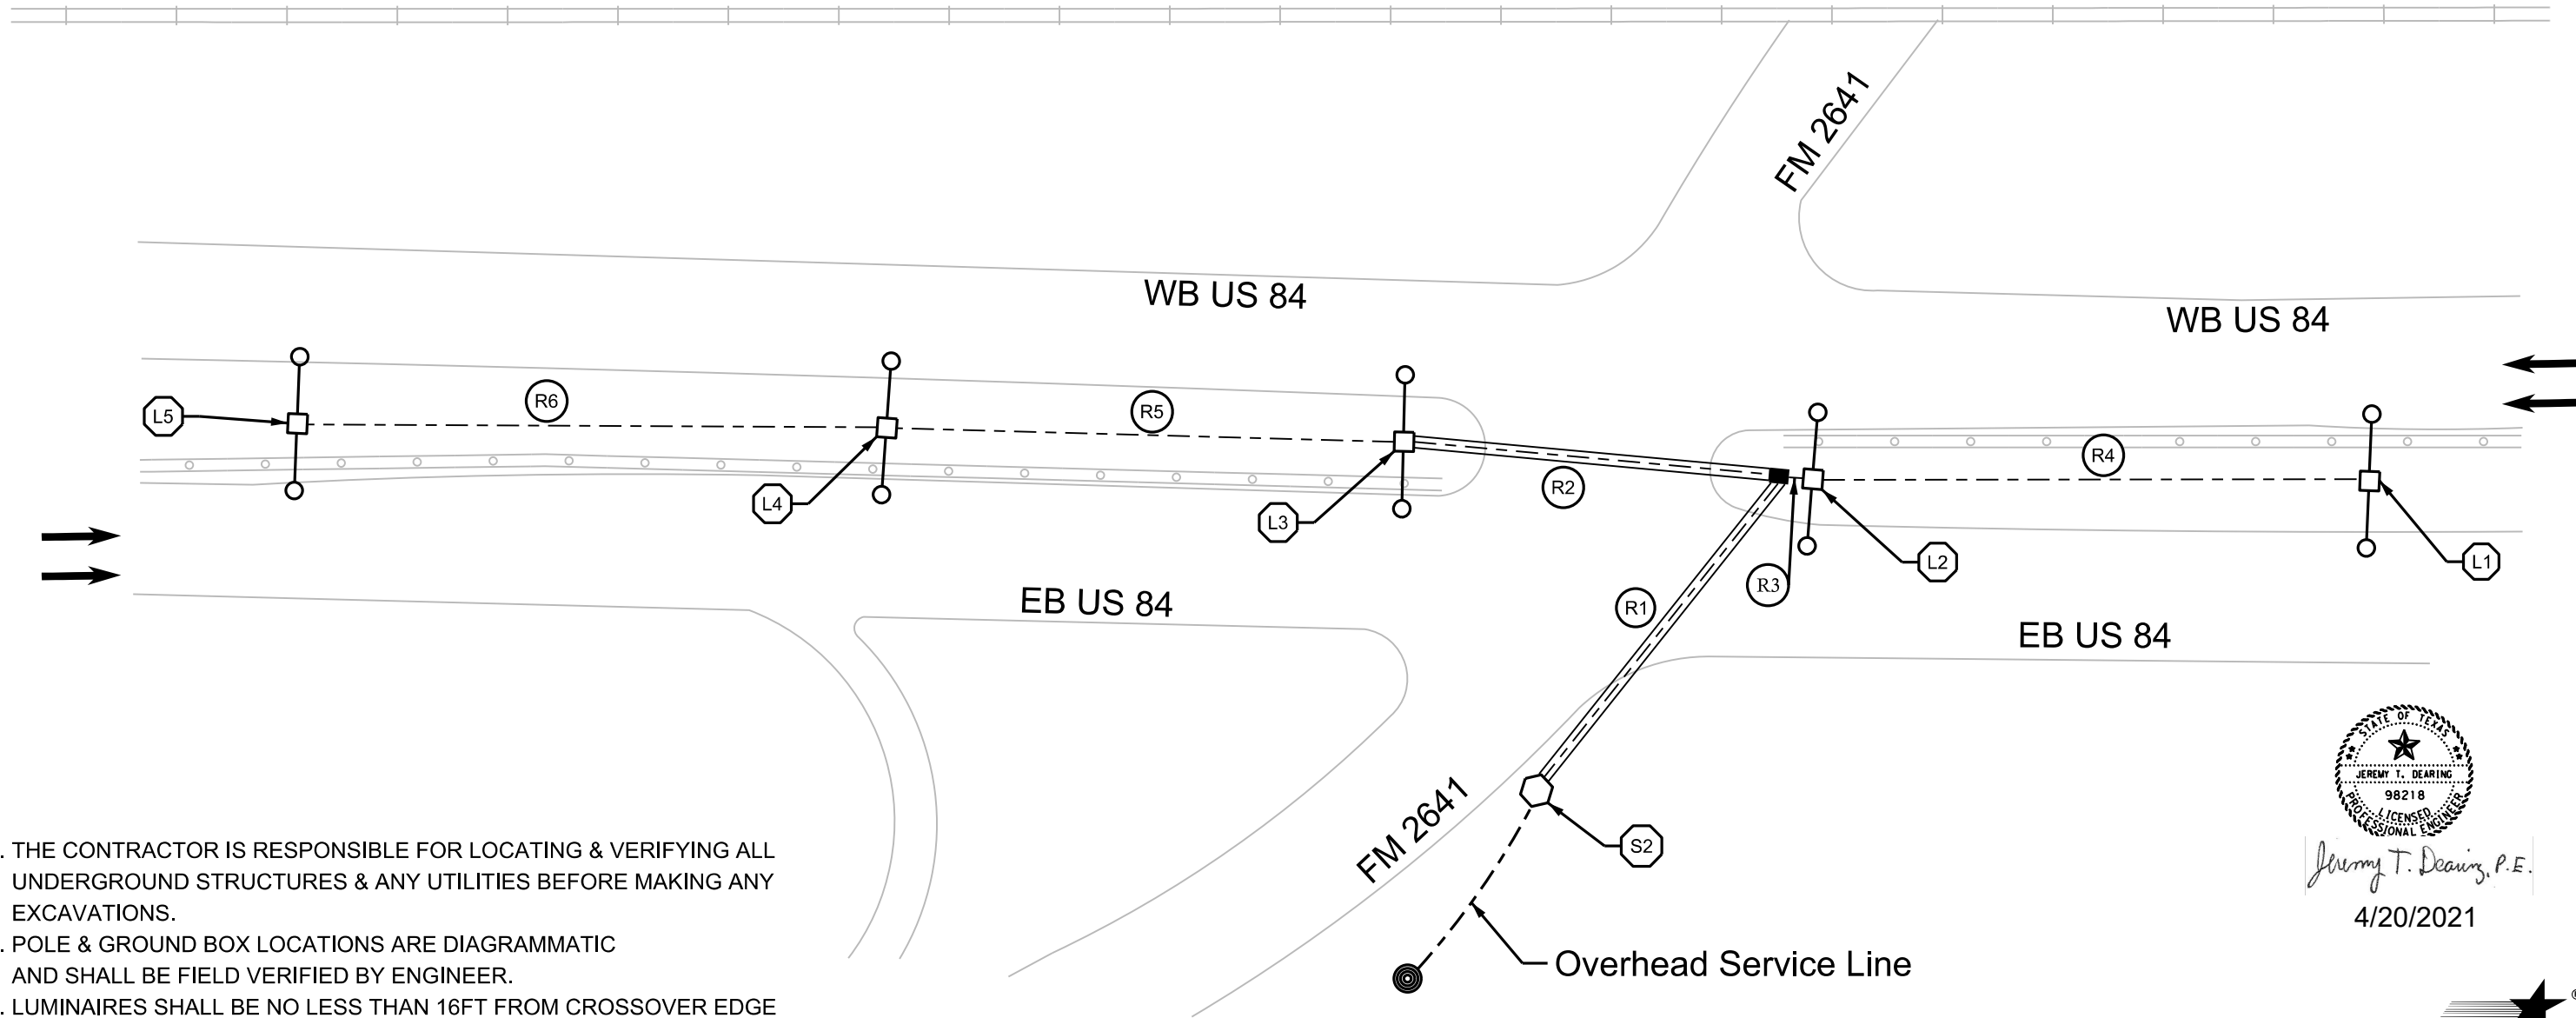 FM 2641
WB US 84
WB US 84
L5
R6
R5
R4
L4
L3
R2
R3
L2
L1
R1
EB US 84
EB US 84
FM 2641
S2
Overhead Service Line
STATE OF TEXAS
JEREMY T. DEARING
98218
LICENSED
PROFESSIONAL ENGINEER
Jeremy T. Dearing, P.E.
4/20/2021
. THE CONTRACTOR IS RESPONSIBLE FOR LOCATING & VERIFYING ALL
UNDERGROUND STRUCTURES & ANY UTILITIES BEFORE MAKING ANY
EXCAVATIONS.
. POLE & GROUND BOX LOCATIONS ARE DIAGRAMMATIC
AND SHALL BE FIELD VERIFIED BY ENGINEER.
. LUMINAIRES SHALL BE NO LESS THAN 16FT FROM CROSSOVER EDGE
®